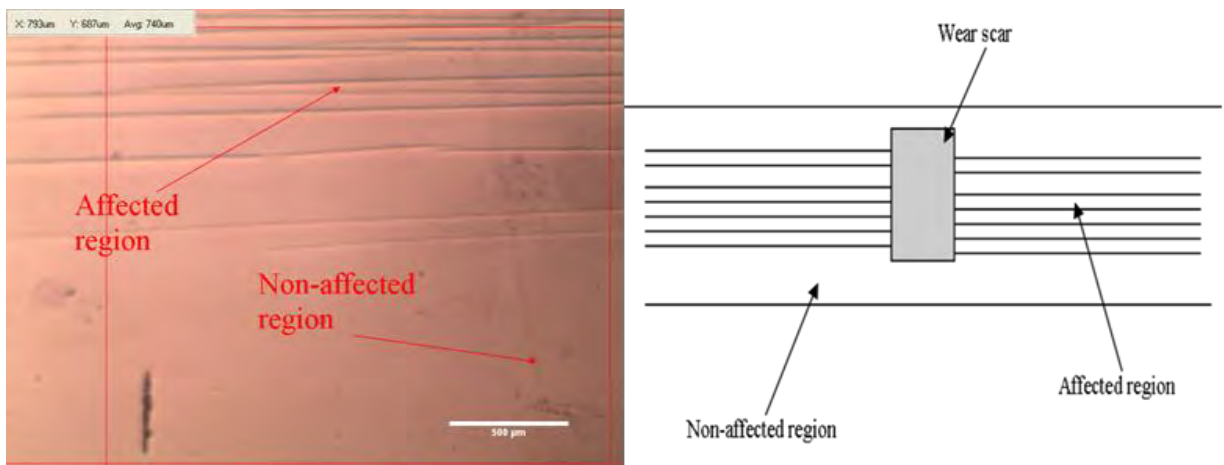 X: 793um Y: 687um Avg: 740um
Affected
region
Non-affected
region
500 µm
Wear scar
Affected region
Non-affected region